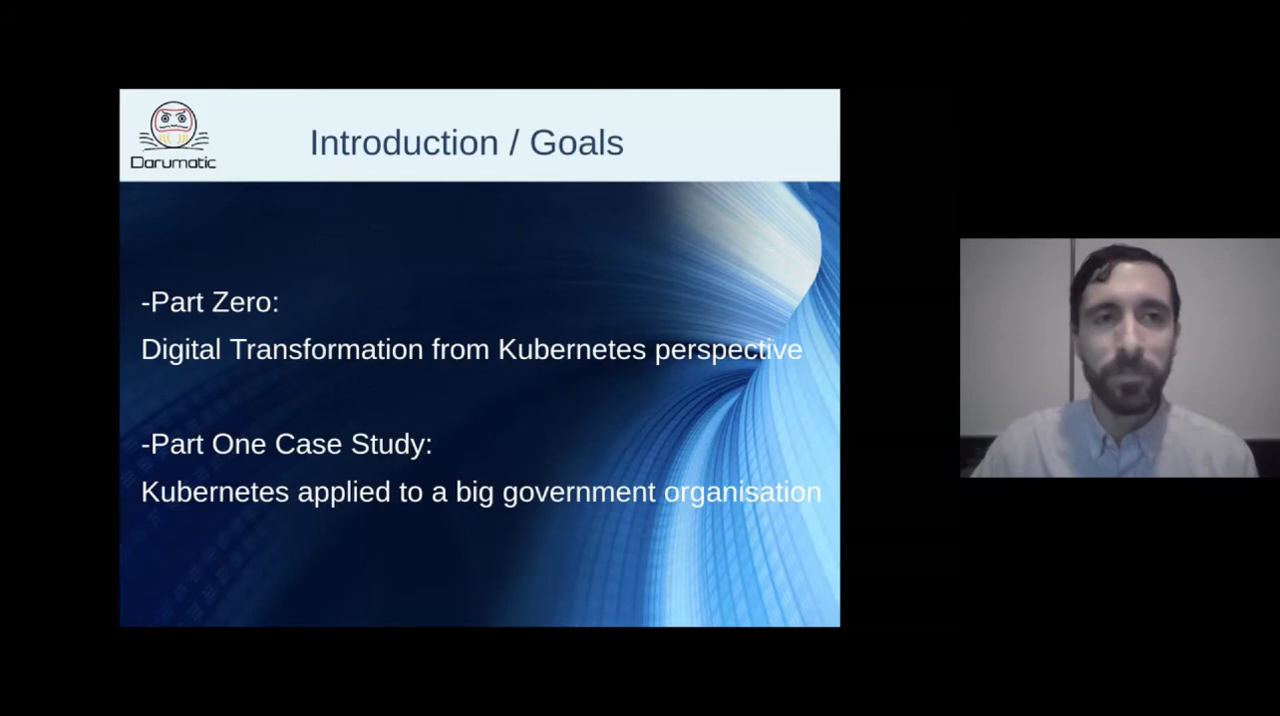 Darumatic
Introduction / Goals
-Part Zero:
Digital Transformation from Kubernetes perspective
-Part One Case Study:
Kubernetes applied to a big government organisation